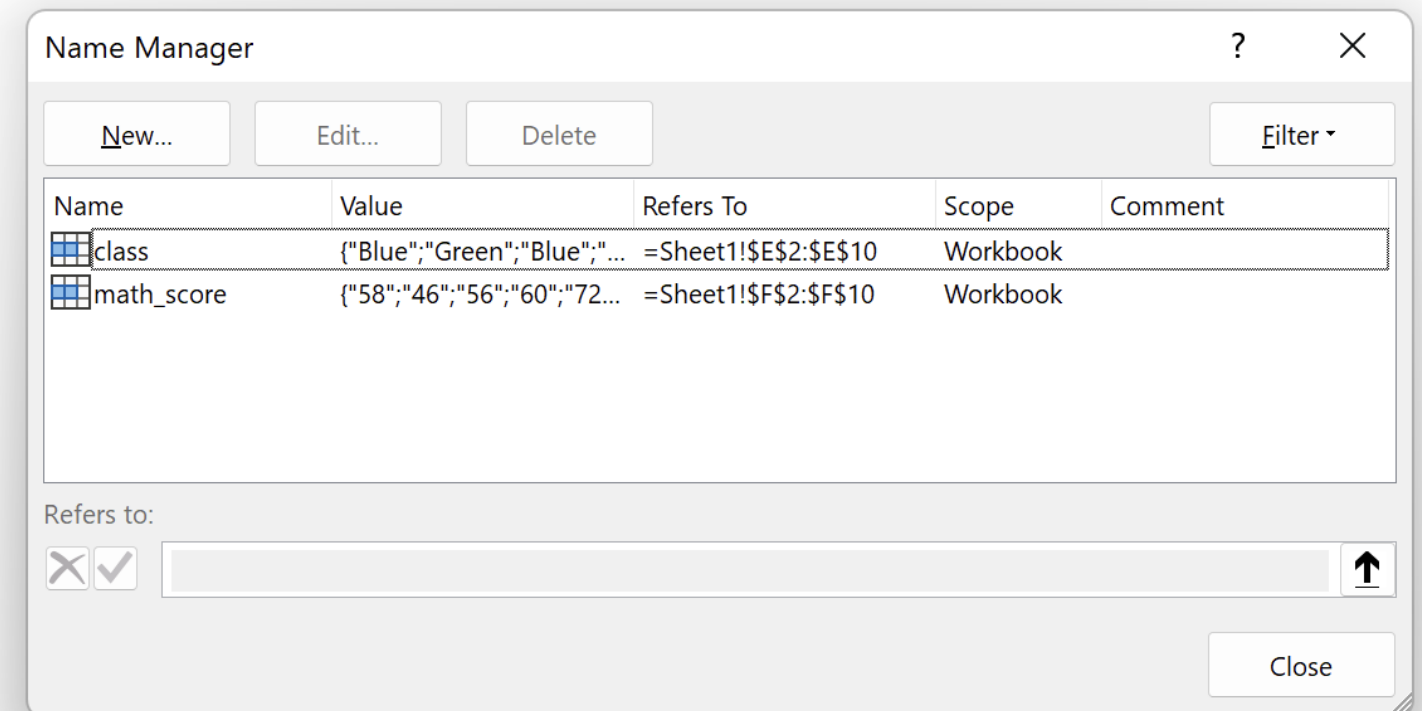 Name Manager ?
New... Edit... Delete Filter
Name Value Refers To Scope Comment
class {"Blue";"Green";"Blue";"... =Sheet1!$E$2:$E$10 Workbook
math_score {"58";"46";"56";"60";"72... =Sheet1!$F$2:$F$10 Workbook
Refers to:
Close